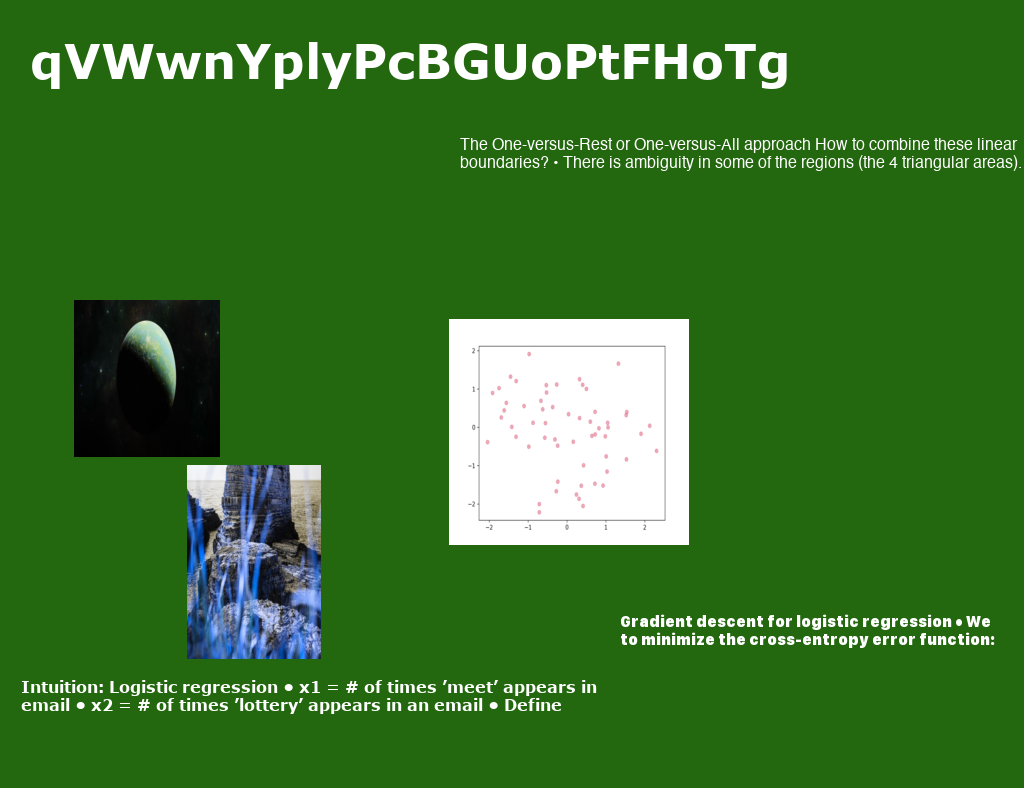 qVWwnYplyPcBGUoPtFHoTg
The One-versus-Rest or One-versus-All approach How to combine these linear
boundaries? • There is ambiguity in some of the regions (the 4 triangular areas).
2
1
0
−1
−2
−2 −1 0 1 2
Gradient descent for logistic regression • We
to minimize the cross-entropy error function:
Intuition: Logistic regression • x1 = # of times ’meet’ appears in
email • x2 = # of times ’lottery’ appears in an email • Define